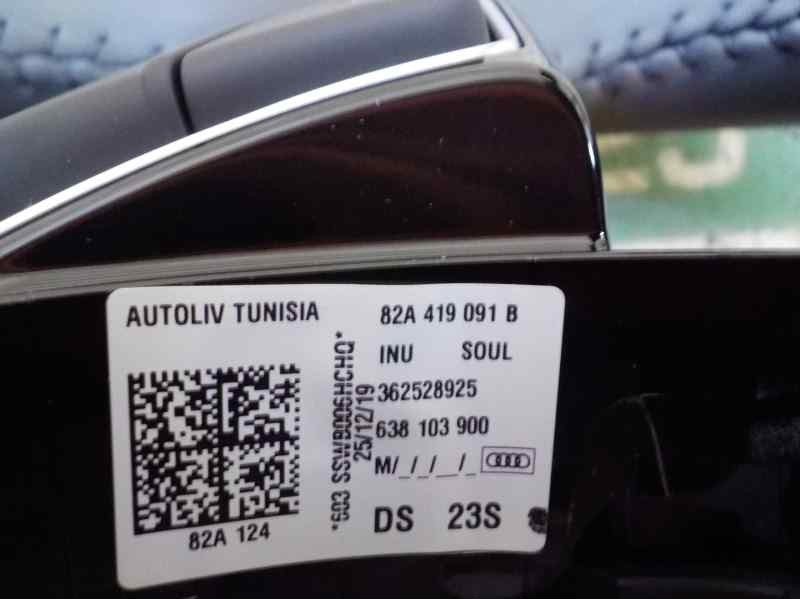 AUTOLIV TUNISIA
82A 419 091 B
INU SOUL
362528925
638 103 900
M/_/_/__/_
DS 23S
*603 SSWB006HCHQ*
25/12/19
82A 124